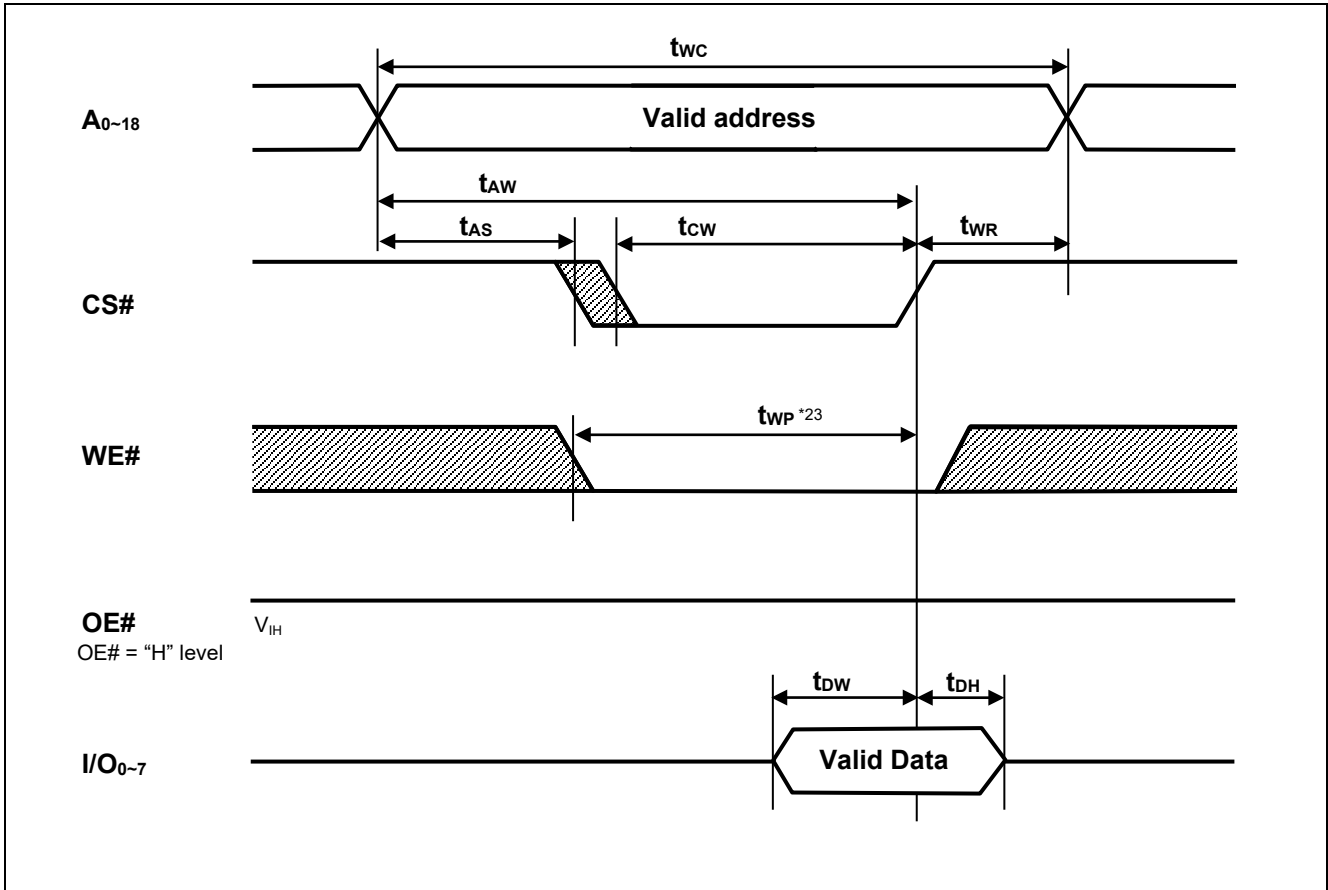 tWC
A0~18
Valid address
tAW
tAS
tCW
tWR
CS#
tWP *23
WE#
OE#
VIH
OE# = “H” level
tDW
tDH
I/O0~7
Valid Data